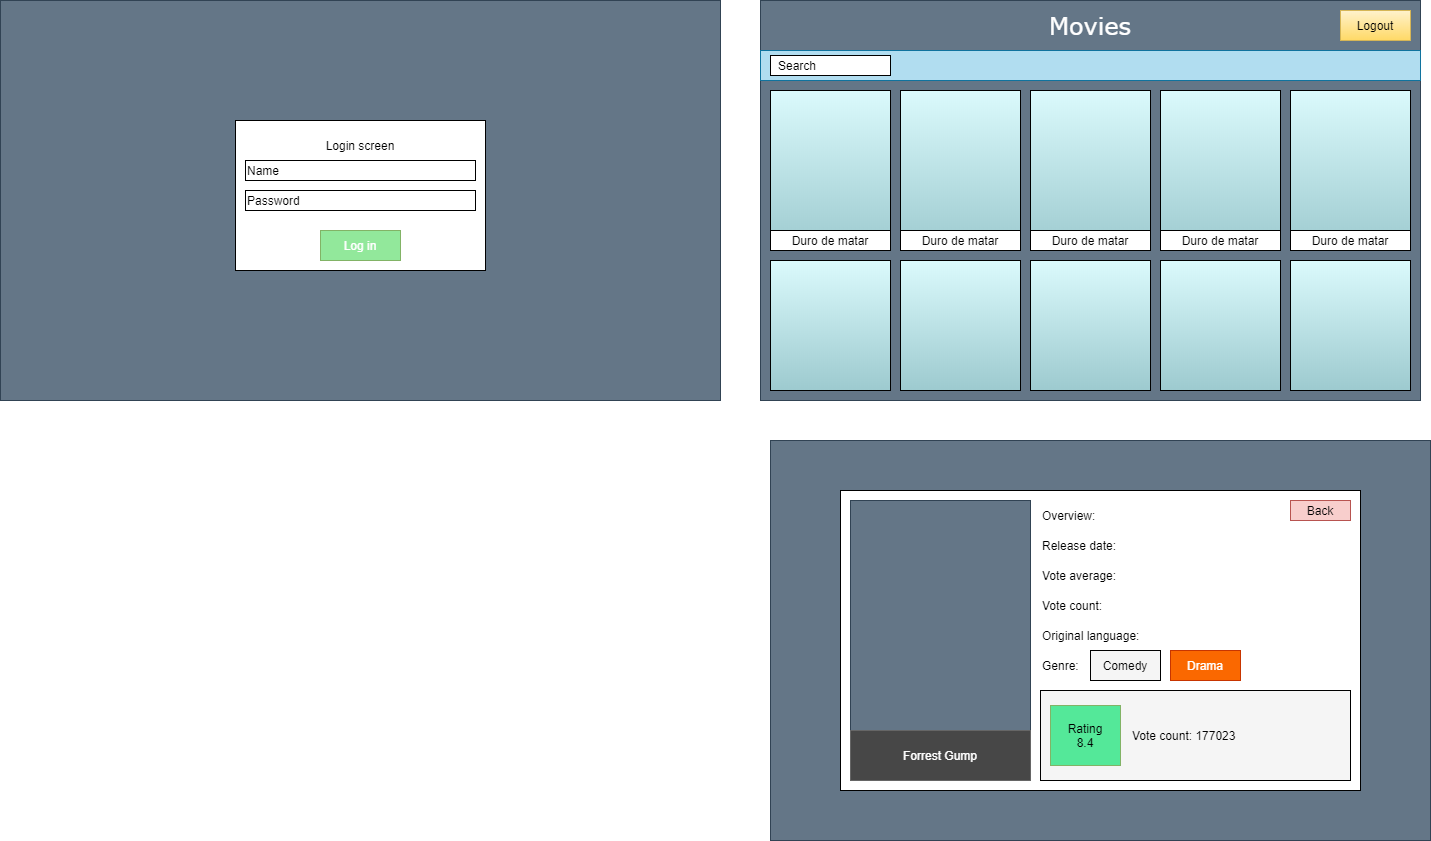 Login screen
Name
Password
Log in
Movies
Logout
Search
Duro de matar
Duro de matar
Duro de matar
Duro de matar
Duro de matar
Back
Overview:
Release date:
Vote average:
Vote count:
Original language:
Genre:
Comedy
Drama
Forrest Gump
Rating
8.4
Vote count: 177023